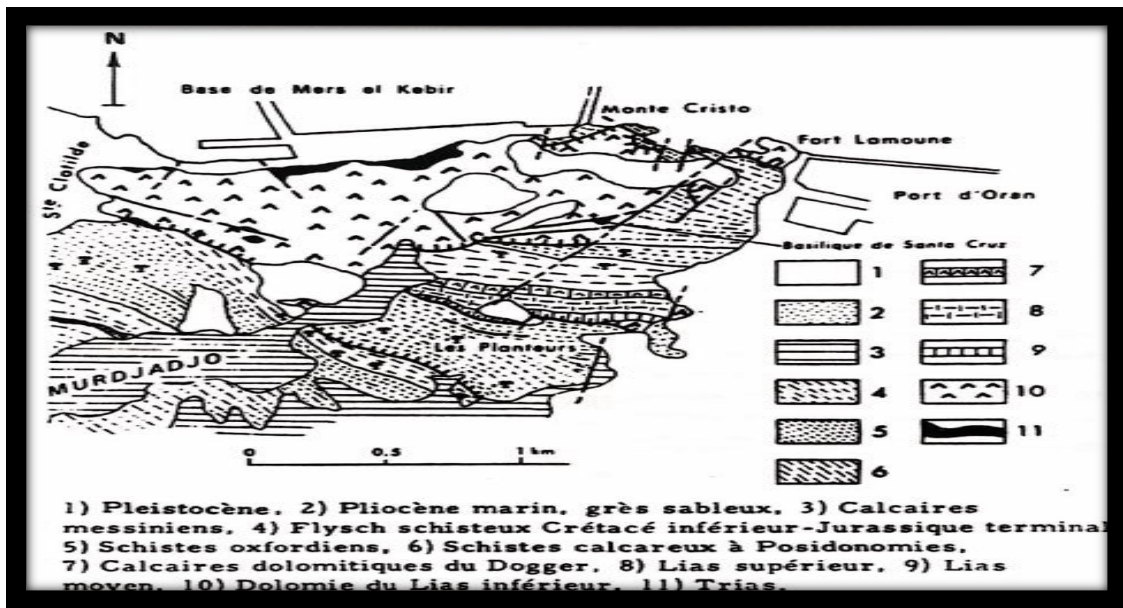 N
Base de Mers el Kebir
Monte Cristo
Fort Lamoune
Ste Clotilde
Port d'Oran
Basilique de Santa Cruz
1
7
2
8
Les Planteurs
3
9
MURDJADJO
4
10
5
11
0 0.5 1 km
6
1) Pleistocène, 2) Pliocène marin, grès sableux, 3) Calcaires
messiniens, 4) Flysch schisteux Crétacé inférieur-Jurassique terminal
5) Schistes oxfordiens, 6) Schistes calcareux à Posidonomies,
7) Calcaires dolomitiques du Dogger, 8) Lias supérieur, 9) Lias
moyen, 10) Dolomie du Lias inférieur, 11) Trias.